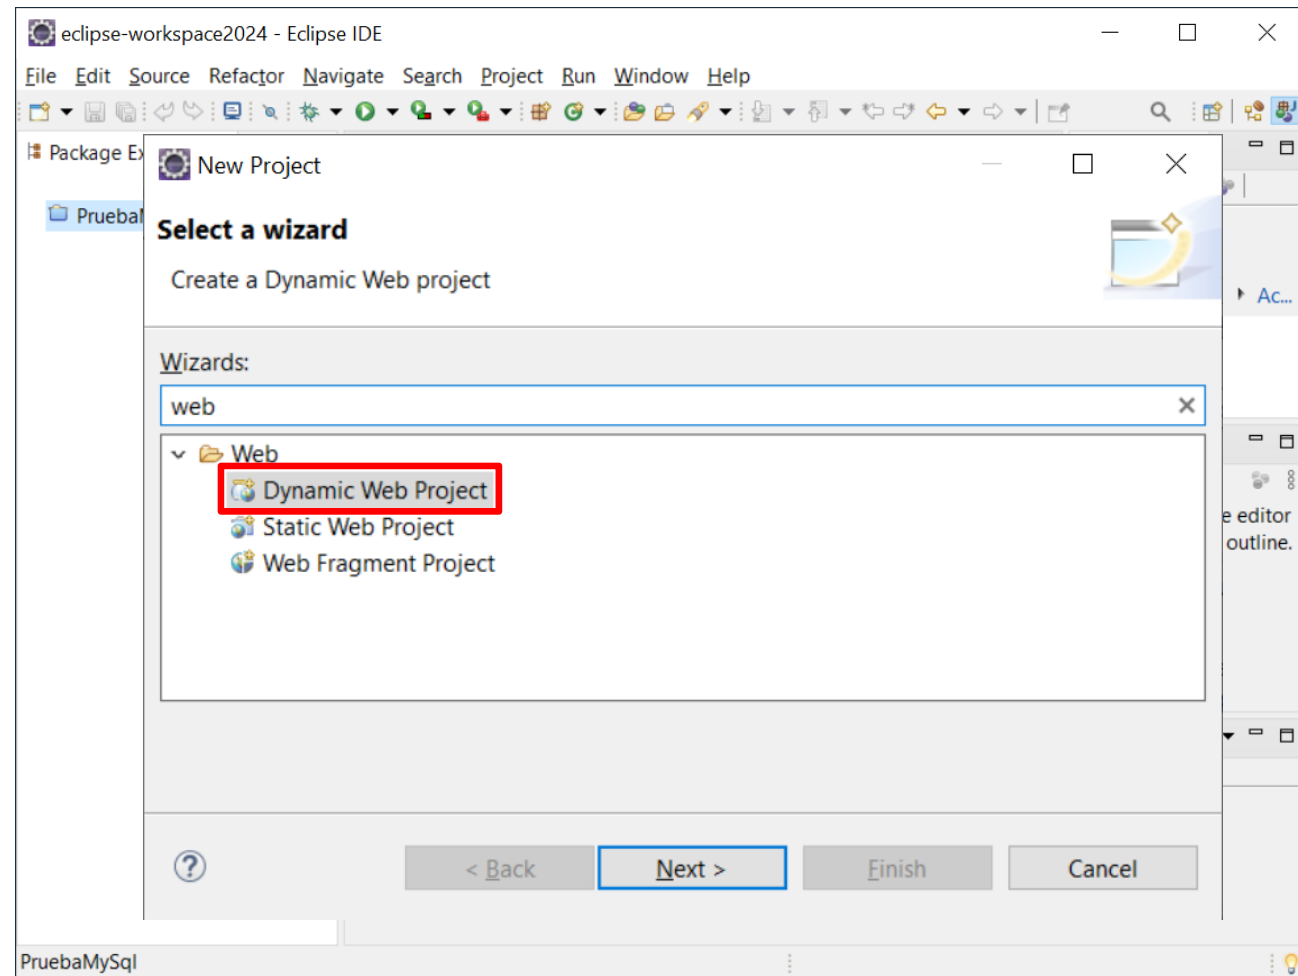 eclipse-workspace2024 - Eclipse IDE
File Edit Source Refactor Navigate Search Project Run Window Help
Package Ex
New Project
Prueba
Select a wizard
Create a Dynamic Web project
Ac...
Wizards:
web
Web
Dynamic Web Project
Static Web Project
Web Fragment Project
e editor
outline.
< Back
Next >
Finish
Cancel
PruebaMySql